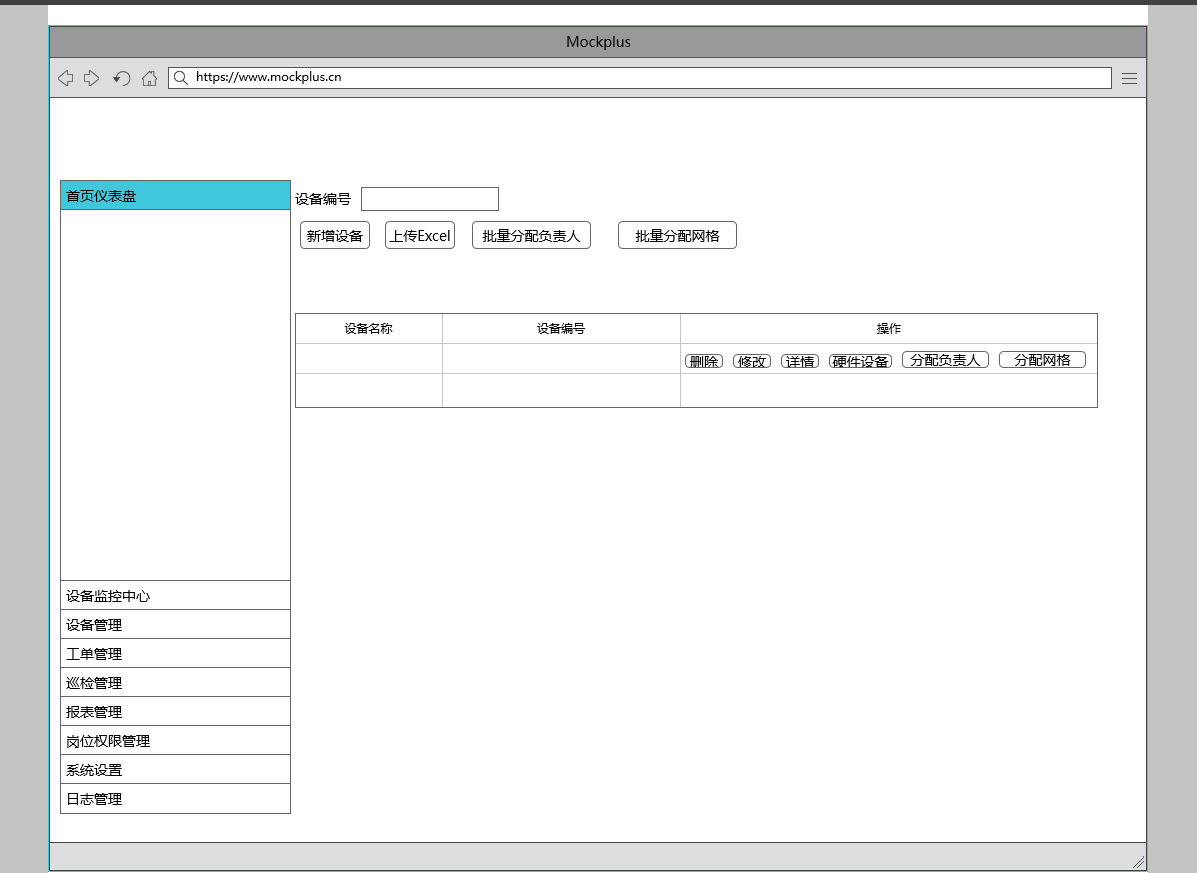 Mockplus
https://www.mockplus.cn
首页仪表盘
设备编号
新增设备 上传Excel 批量分配负责人 批量分配网格
设备名称 设备编号 操作
删除 修改 详情 硬件设备 分配负责人 分配网格
设备监控中心
设备管理
工单管理
巡检管理
报表管理
岗位权限管理
系统设置
日志管理